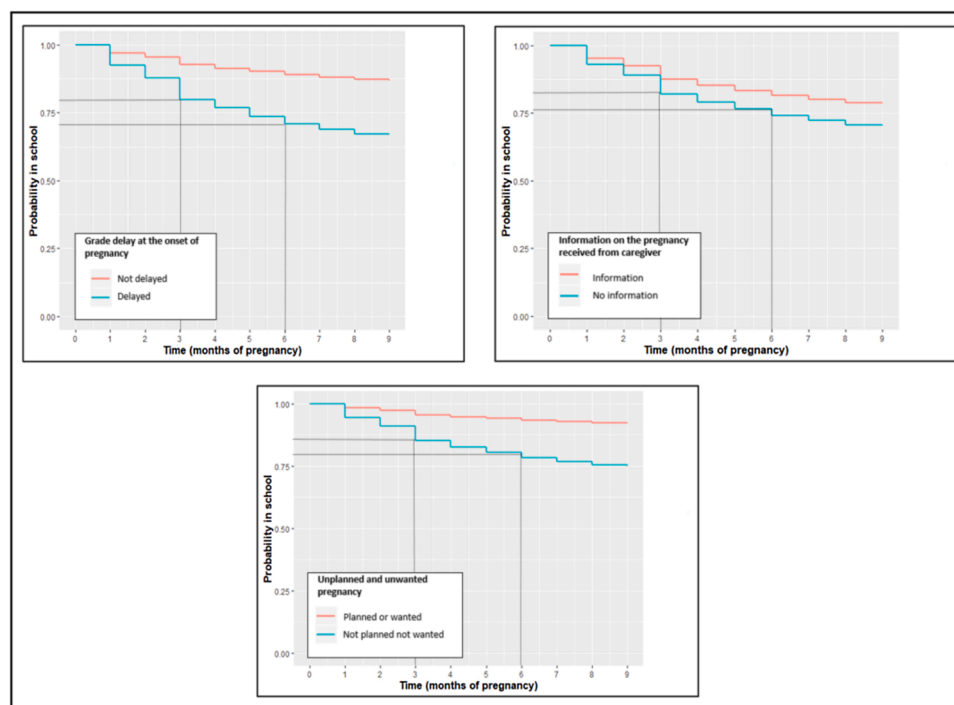 1.00
0.75
0.50
0.25
0.00
Probability in school
Grade delay at the onset of
pregnancy
Not delayed
Delayed
0 1 2 3 4 5 6 7 8 9
Time (months of pregnancy)
1.00
0.75
0.50
0.25
0.00
Probability in school
Information on the pregnancy
received from caregiver
Information
No information
0 1 2 3 4 5 6 7 8 9
Time (months of pregnancy)
1.00
0.75
0.50
0.25
0.00
Probability in school
Unplanned and unwanted
pregnancy
Planned or wanted
Not planned not wanted
0 1 2 3 4 5 6 7 8 9
Time (months of pregnancy)